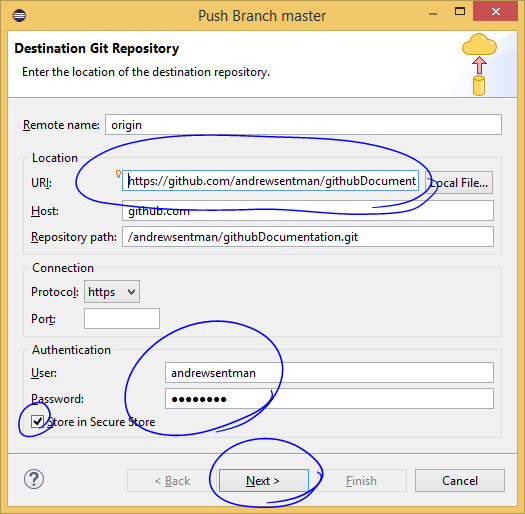 Push Branch master
Destination Git Repository
Enter the location of the destination repository.
Remote name: origin
Location
URI: https://github.com/andrewsentman/githubDocument Local File...
Host: github.com
Repository path: /andrewsentman/githubDocumentation.git
Connection
Protocol: https
Port:
Authentication
User: andrewsentman
Password: ●●●●●●●●
Store in Secure Store
? < Back Next > Finish Cancel